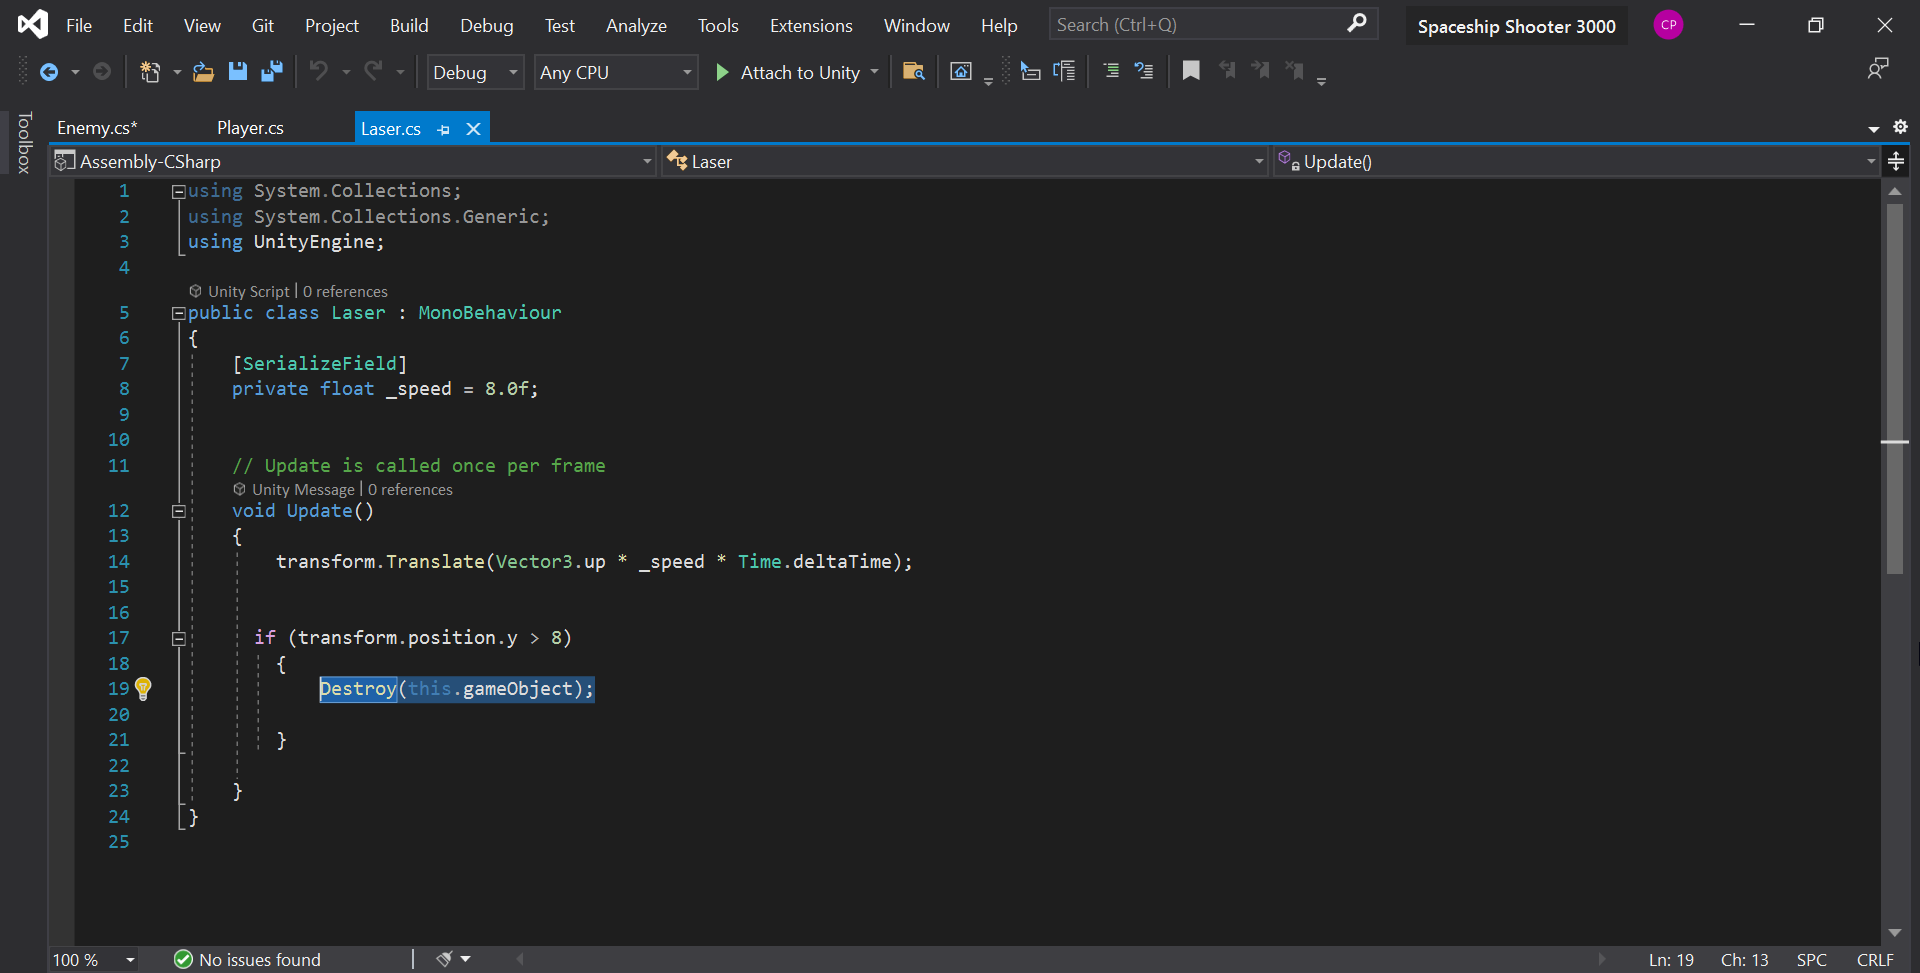 File Edit View Git Project Build Debug Test Analyze Tools Extensions Window Help Search (Ctrl+Q) Spaceship Shooter 3000 CP
Debug Any CPU Attach to Unity
Toolbox
Enemy.cs* Player.cs Laser.cs
Assembly-CSharp Laser Update()
1 using System.Collections;
2 using System.Collections.Generic;
3 using UnityEngine;
4
Unity Script | 0 references
5 public class Laser : MonoBehaviour
6 {
7 [SerializeField]
8 private float _speed = 8.0f;
9
10
11 // Update is called once per frame
Unity Message | 0 references
12 void Update()
13 {
14 transform.Translate(Vector3.up * _speed * Time.deltaTime);
15
16
17 if (transform.position.y > 8)
18 {
19 Destroy(this.gameObject);
20
21 }
22
23 }
24 }
25
100 % No issues found Ln: 19 Ch: 13 SPC CRLF